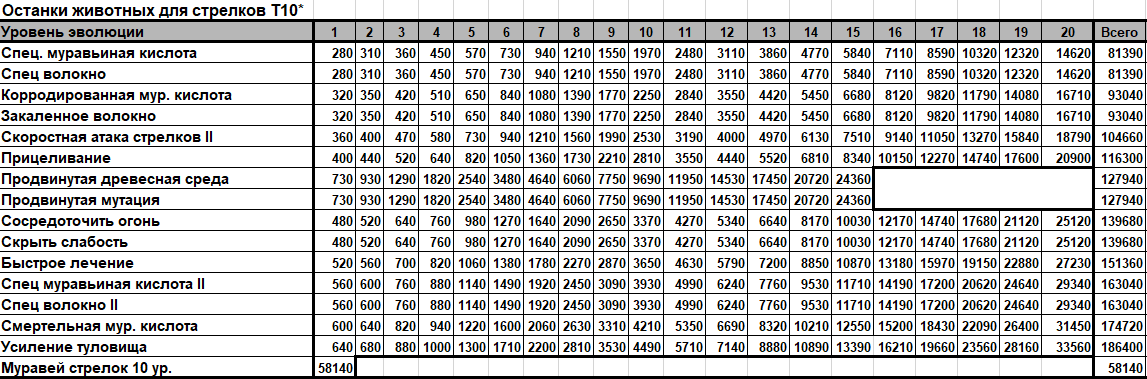 Останки животных для стрелков Т10*
Уровень эволюции 1 2 3 4 5 6 7 8 9 10 11 12 13 14 15 16 17 18 19 20 Всего
Спец. муравьиная кислота 280 310 360 450 570 730 940 1210 1550 1970 2480 3110 3860 4770 5840 7110 8590 10320 12320 14620 81390
Спец волокно 280 310 360 450 570 730 940 1210 1550 1970 2480 3110 3860 4770 5840 7110 8590 10320 12320 14620 81390
Корродированная мур. кислота 320 350 420 510 650 840 1080 1390 1770 2250 2840 3550 4420 5450 6680 8120 9820 11790 14080 16710 93040
Закаленное волокно 320 350 420 510 650 840 1080 1390 1770 2250 2840 3550 4420 5450 6680 8120 9820 11790 14080 16710 93040
Скоростная атака стрелков II 360 400 470 580 730 940 1210 1560 1990 2530 3190 4000 4970 6130 7510 9140 11050 13270 15840 18790 104660
Прицеливание 400 440 520 640 820 1050 1360 1730 2210 2810 3550 4440 5520 6810 8340 10150 12270 14740 17600 20900 116300
Продвинутая древесная среда 730 930 1290 1820 2540 3480 4640 6060 7750 9690 11950 14530 17450 20720 24360 127940
Продвинутая мутация 730 930 1290 1820 2540 3480 4640 6060 7750 9690 11950 14530 17450 20720 24360 127940
Сосредоточить огонь 480 520 640 760 980 1270 1640 2090 2650 3370 4270 5340 6640 8170 10030 12170 14740 17680 21120 25120 139680
Скрыть слабость 480 520 640 760 980 1270 1640 2090 2650 3370 4270 5340 6640 8170 10030 12170 14740 17680 21120 25120 139680
Быстрое лечение 520 560 700 820 1060 1380 1780 2270 2870 3650 4630 5790 7200 8850 10870 13180 15970 19150 22880 27230 151360
Спец муравьиная кислота II 560 600 760 880 1140 1490 1920 2450 3090 3930 4990 6240 7760 9530 11710 14190 17200 20620 24640 29340 163040
Спец волокно II 560 600 760 880 1140 1490 1920 2450 3090 3930 4990 6240 7760 9530 11710 14190 17200 20620 24640 29340 163040
Смертельная мур. кислота 600 640 820 940 1220 1600 2060 2630 3310 4210 5350 6690 8320 10210 12550 15200 18430 22090 26400 31450 174720
Усиление туловища 640 680 880 1000 1300 1710 2200 2810 3530 4490 5710 7140 8880 10890 13390 16210 19660 23560 28160 33560 186400
Муравей стрелок 10 ур. 58140 58140